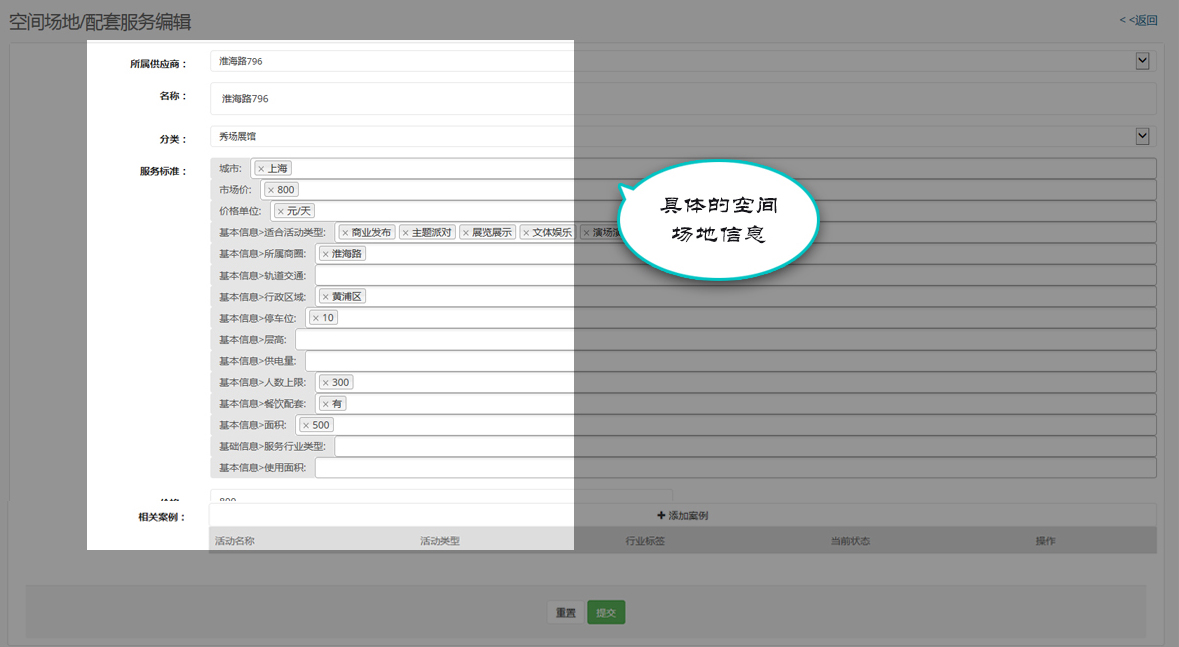 空间场地/配套服务编辑
< <返回
所属供应商： 淮海路796
名称： 淮海路796
分类： 秀场展馆
服务标准： 城市: ×上海
市场价: ×800
价格单位: ×元/天
基本信息>适合活动类型: ×商业发布 ×主题派对 ×展览展示 ×文体娱乐 ×演场
基本信息>所属商圈: ×淮海路
基本信息>轨道交通:
基本信息>行政区域: ×黄浦区
基本信息>停车位: ×10
基本信息>层高:
基本信息>供电量:
基本信息>人数上限: ×300
基本信息>餐饮配套: ×有
基本信息>面积: ×500
基础信息>服务行业类型:
基本信息>使用面积:
具体的空间
场地信息
800
相关案例： ✚ 添加案例
活动名称 活动类型 行业标签 当前状态 操作
重置 提交